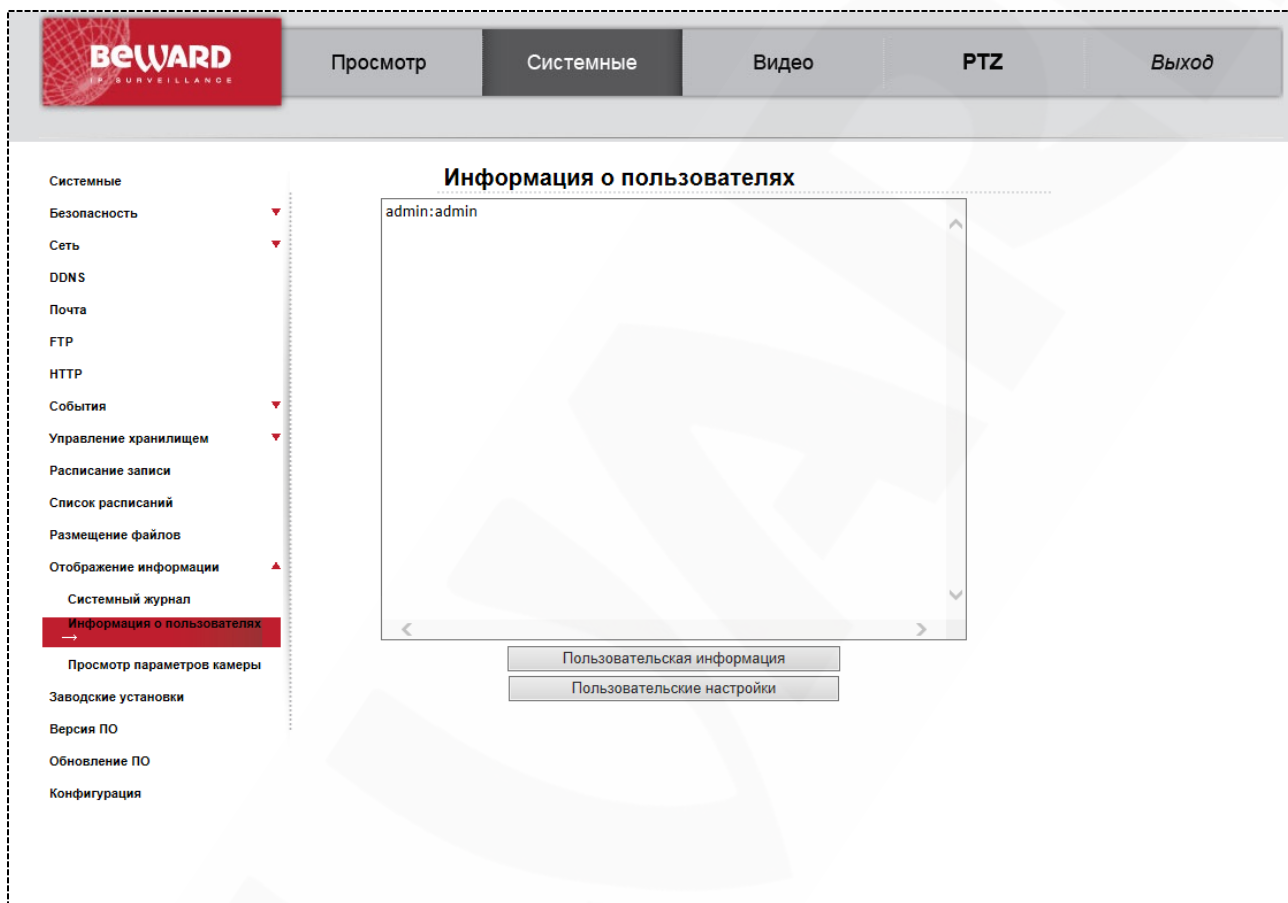 BEWARD
IP SURVEILLANCE
Просмотр
Системные
Видео
PTZ
Выход
Системные
Безопасность
Сеть
DDNS
Почта
FTP
HTTP
События
Управление хранилищем
Расписание записи
Список расписаний
Размещение файлов
Отображение информации
Системный журнал
Информация о пользователях
→
Просмотр параметров камеры
Заводские установки
Версия ПО
Обновление ПО
Конфигурация
Информация о пользователях
admin:admin
Пользовательская информация
Пользовательские настройки